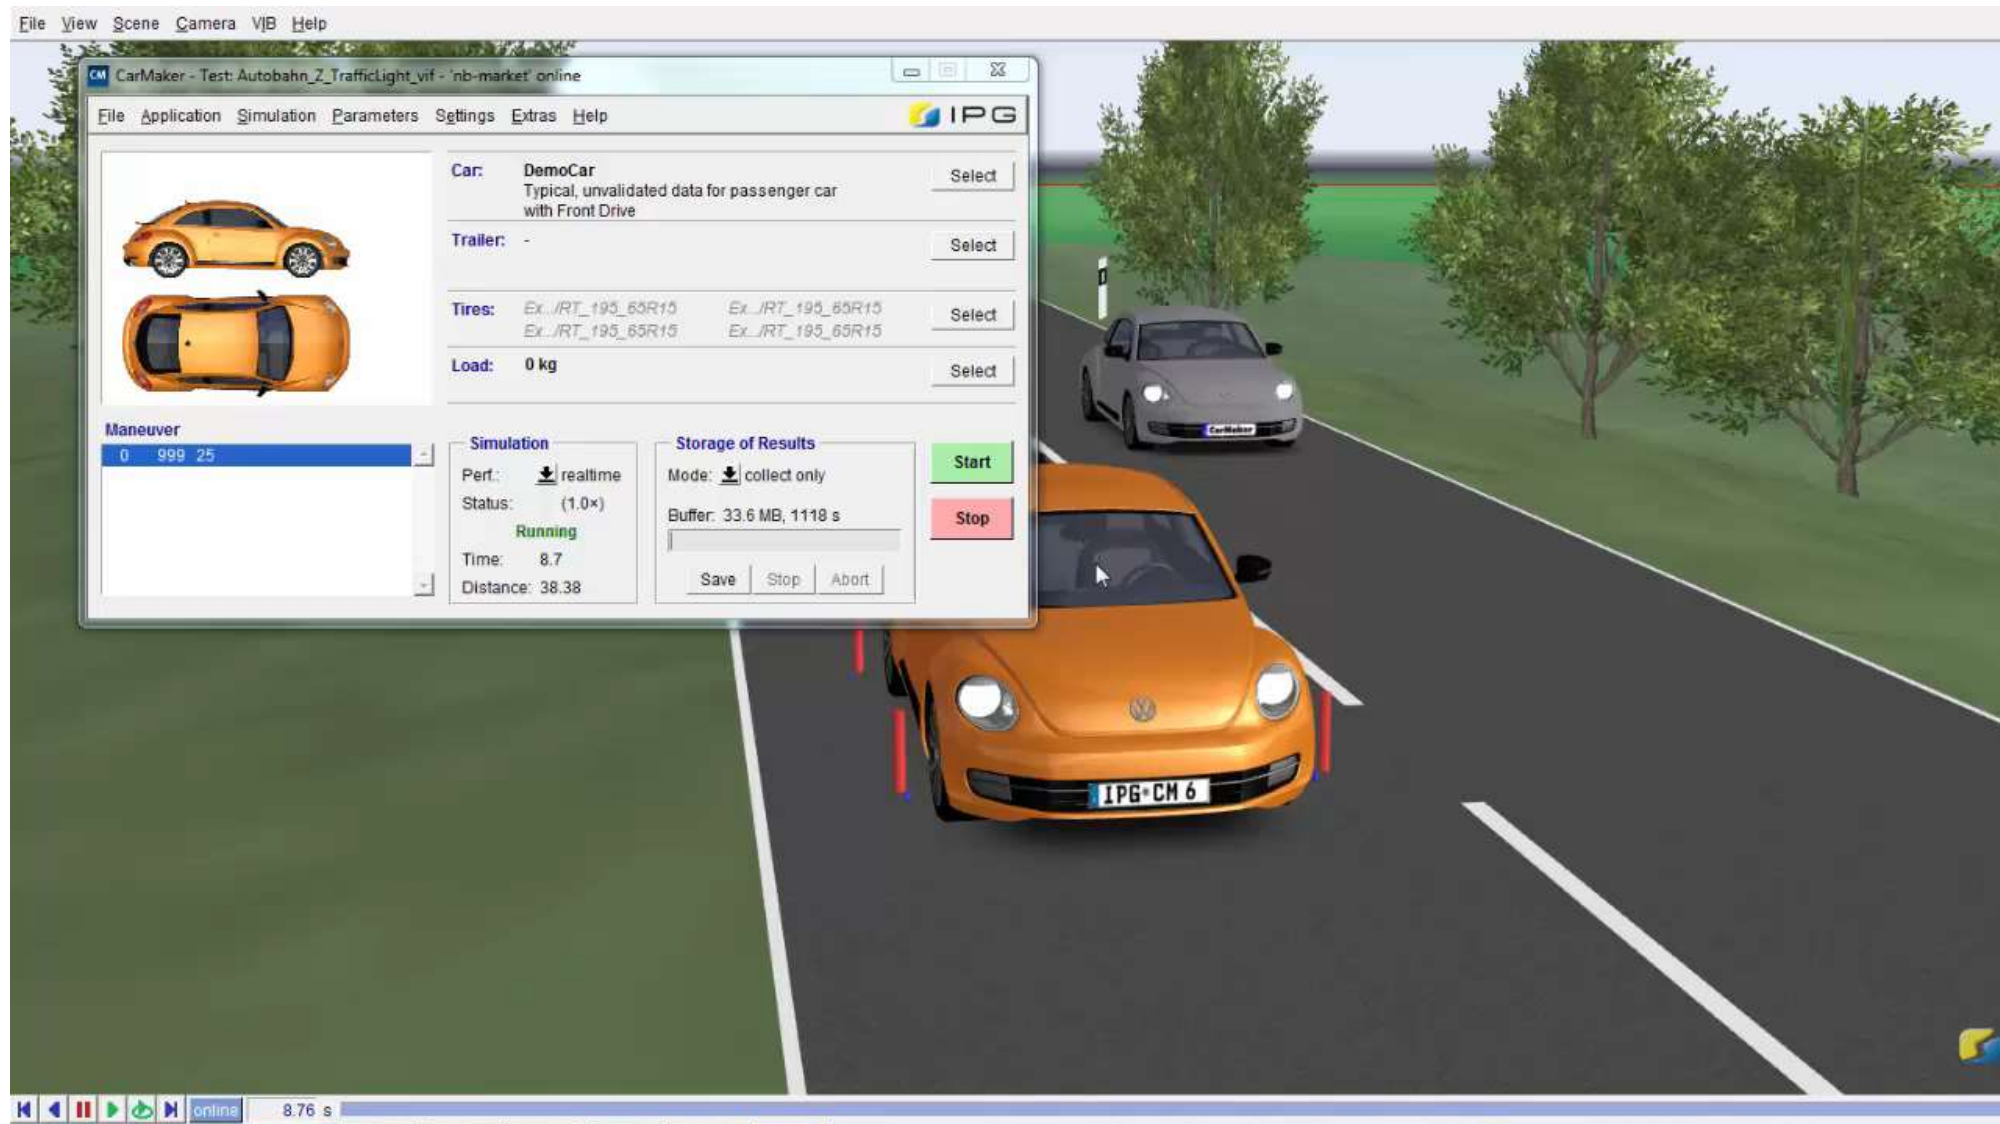 File View Scene Camera VIB Help
CM CarMaker - Test: Autobahn_Z_TrafficLight_vif - 'nb-market' online
File Application Simulation Parameters Settings Extras Help
IPG
Car: DemoCar Select
Typical, unvalidated data for passenger car
with Front Drive
Trailer: - Select
Tires: Ex.../RT_195_65R15 Ex.../RT_195_65R15 Select
Ex.../RT_195_65R15 Ex.../RT_195_65R15
Load: 0 kg Select
Maneuver
0 999 25
Simulation
Perf.: realtime
Status: (1.0×)
Running
Time: 8.7
Distance: 38.38
Storage of Results
Mode: collect only
Buffer: 33.6 MB, 1118 s
Save Stop Abort
Start
Stop
CarMaker
IPG CM 6
online 8.76 s